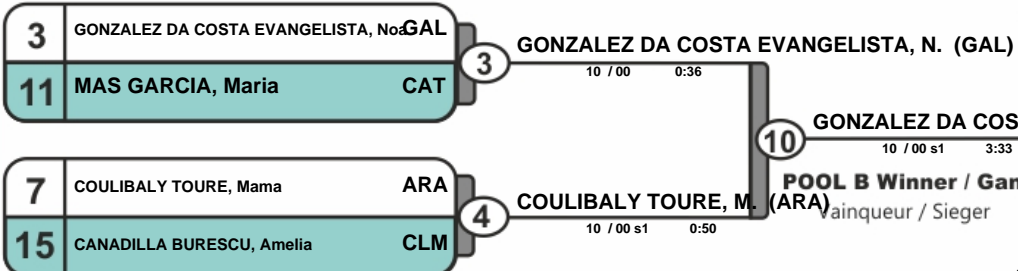 3 GONZALEZ DA COSTA EVANGELISTA, Noa GAL
11 MAS GARCIA, Maria CAT
3
GONZALEZ DA COSTA EVANGELISTA, N. (GAL)
10 / 00 0:36
7 COULIBALY TOURE, Mama ARA
15 CANADILLA BURESCU, Amelia CLM
4
COULIBALY TOURE, M. (ARA)
10 / 00 s1 0:50
10
GONZALEZ DA COS
10 / 00 s1 3:33
POOL B Winner / Gan
Vainqueur / Sieger